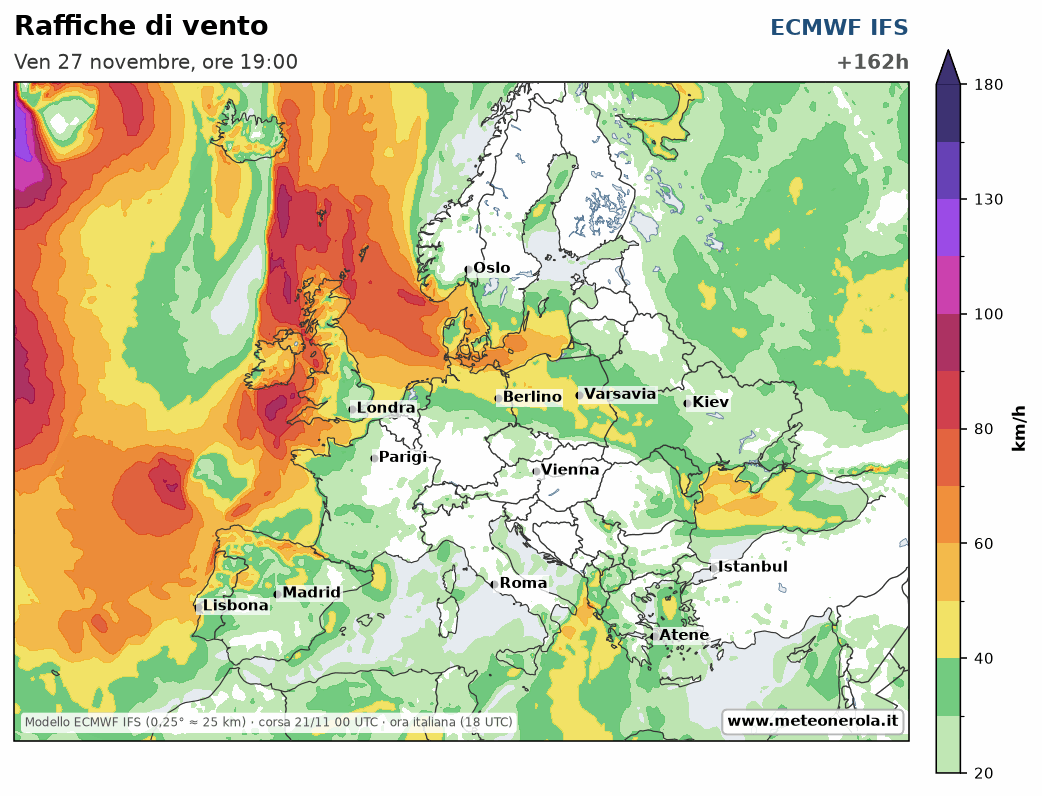 Raffiche di vento
ECMWF IFS
Ven 27 novembre, ore 19:00
+162h
180
130
100
80
60
40
20
km/h
Oslo
Londra
Berlino
Varsavia
Kiev
Parigi
Vienna
Istanbul
Roma
Madrid
Lisbona
Atene
Modello ECMWF IFS (0,25° ≈ 25 km) · corsa 21/11 00 UTC · ora italiana (18 UTC)
www.meteonerola.it